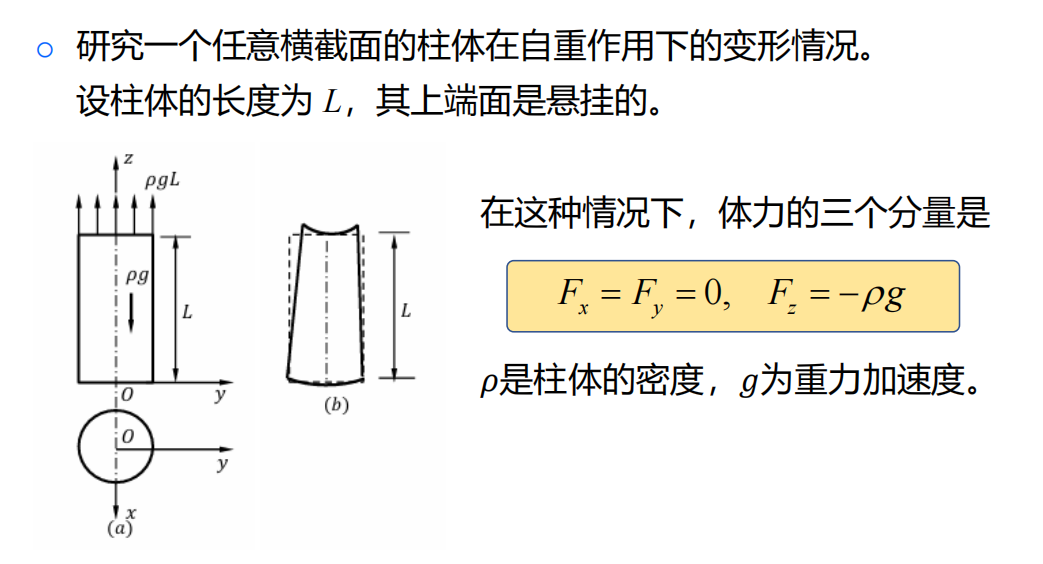 研究一个任意横截面的柱体在自重作用下的变形情况。
设柱体的长度为 L，其上端面是悬挂的。
z
ρgL
ρg
L
O
y
O
y
x
(a)
L
(b)
在这种情况下，体力的三个分量是
F_x = F_y = 0, F_z = −ρg
ρ是柱体的密度，g为重力加速度。